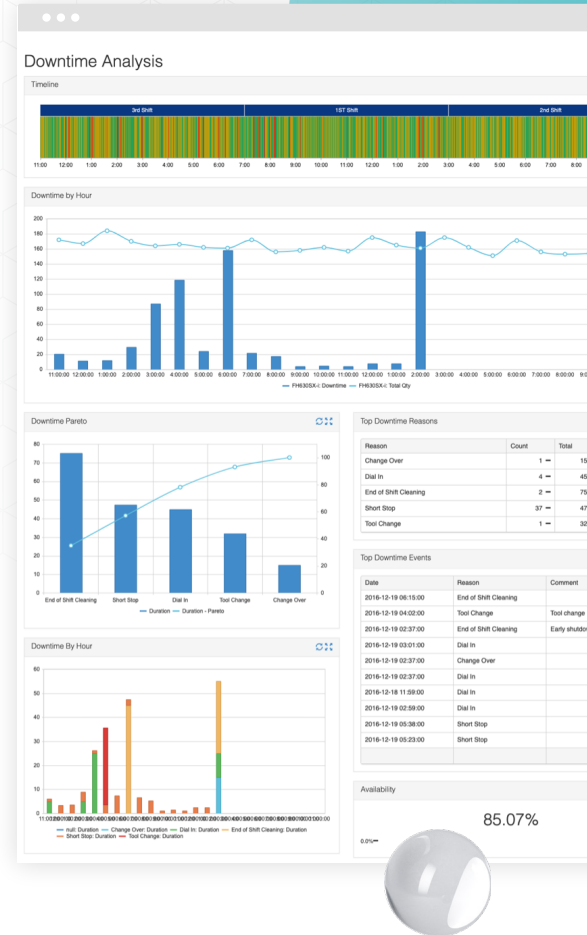 Downtime Analysis
Timeline
3rd Shift 1ST Shift 2nd Shift
11:00 12:00 1:00 2:00 3:00 4:00 5:00 6:00 7:00 8:00 9:00 10:00 11:00 12:00 1:00 2:00 3:00 4:00 5:00 6:00 7:00 8:00
Downtime by Hour
200
180
160
140
120
100
80
60
40
20
0
11:00:00 12:00:00 1:00:00 2:00:00 3:00:00 4:00:00 5:00:00 6:00:00 7:00:00 8:00:00 9:00:00 10:00:00 11:00:00 12:00:00 1:00:00 2:00:00 3:00:00 4:00:00 5:00:00 6:00:00 7:00:00 8:00:00
FH630SX-i: Downtime FH630SX-i: Total Qty
Downtime Pareto
80
70
60
50
40
30
20
10
0
100
80
60
40
20
0
End of Shift Cleaning Short Stop Dial In Tool Change Change Over
Duration Duration - Pareto
Top Downtime Reasons
Reason Count Total
Change Over 1 15
Dial In 4 45
End of Shift Cleaning 2 75
Short Stop 37 47
Tool Change 1 32
Top Downtime Events
Date Reason Comment
2016-12-19 06:15:00 End of Shift Cleaning
2016-12-19 04:02:00 Tool Change Tool change
2016-12-19 02:37:00 End of Shift Cleaning Early shutdo
2016-12-19 03:01:00 Dial In
2016-12-19 02:37:00 Change Over
2016-12-19 02:37:00 Dial In
2016-12-18 11:59:00 Dial In
2016-12-19 02:59:00 Dial In
2016-12-19 05:38:00 Short Stop
2016-12-19 05:23:00 Short Stop
Downtime By Hour
60
50
40
30
20
10
0
null: Duration Change Over: Duration Dial In: Duration End of Shift Cleaning: Duration
Short Stop: Duration Tool Change: Duration
Availability
85.07%
0.0%